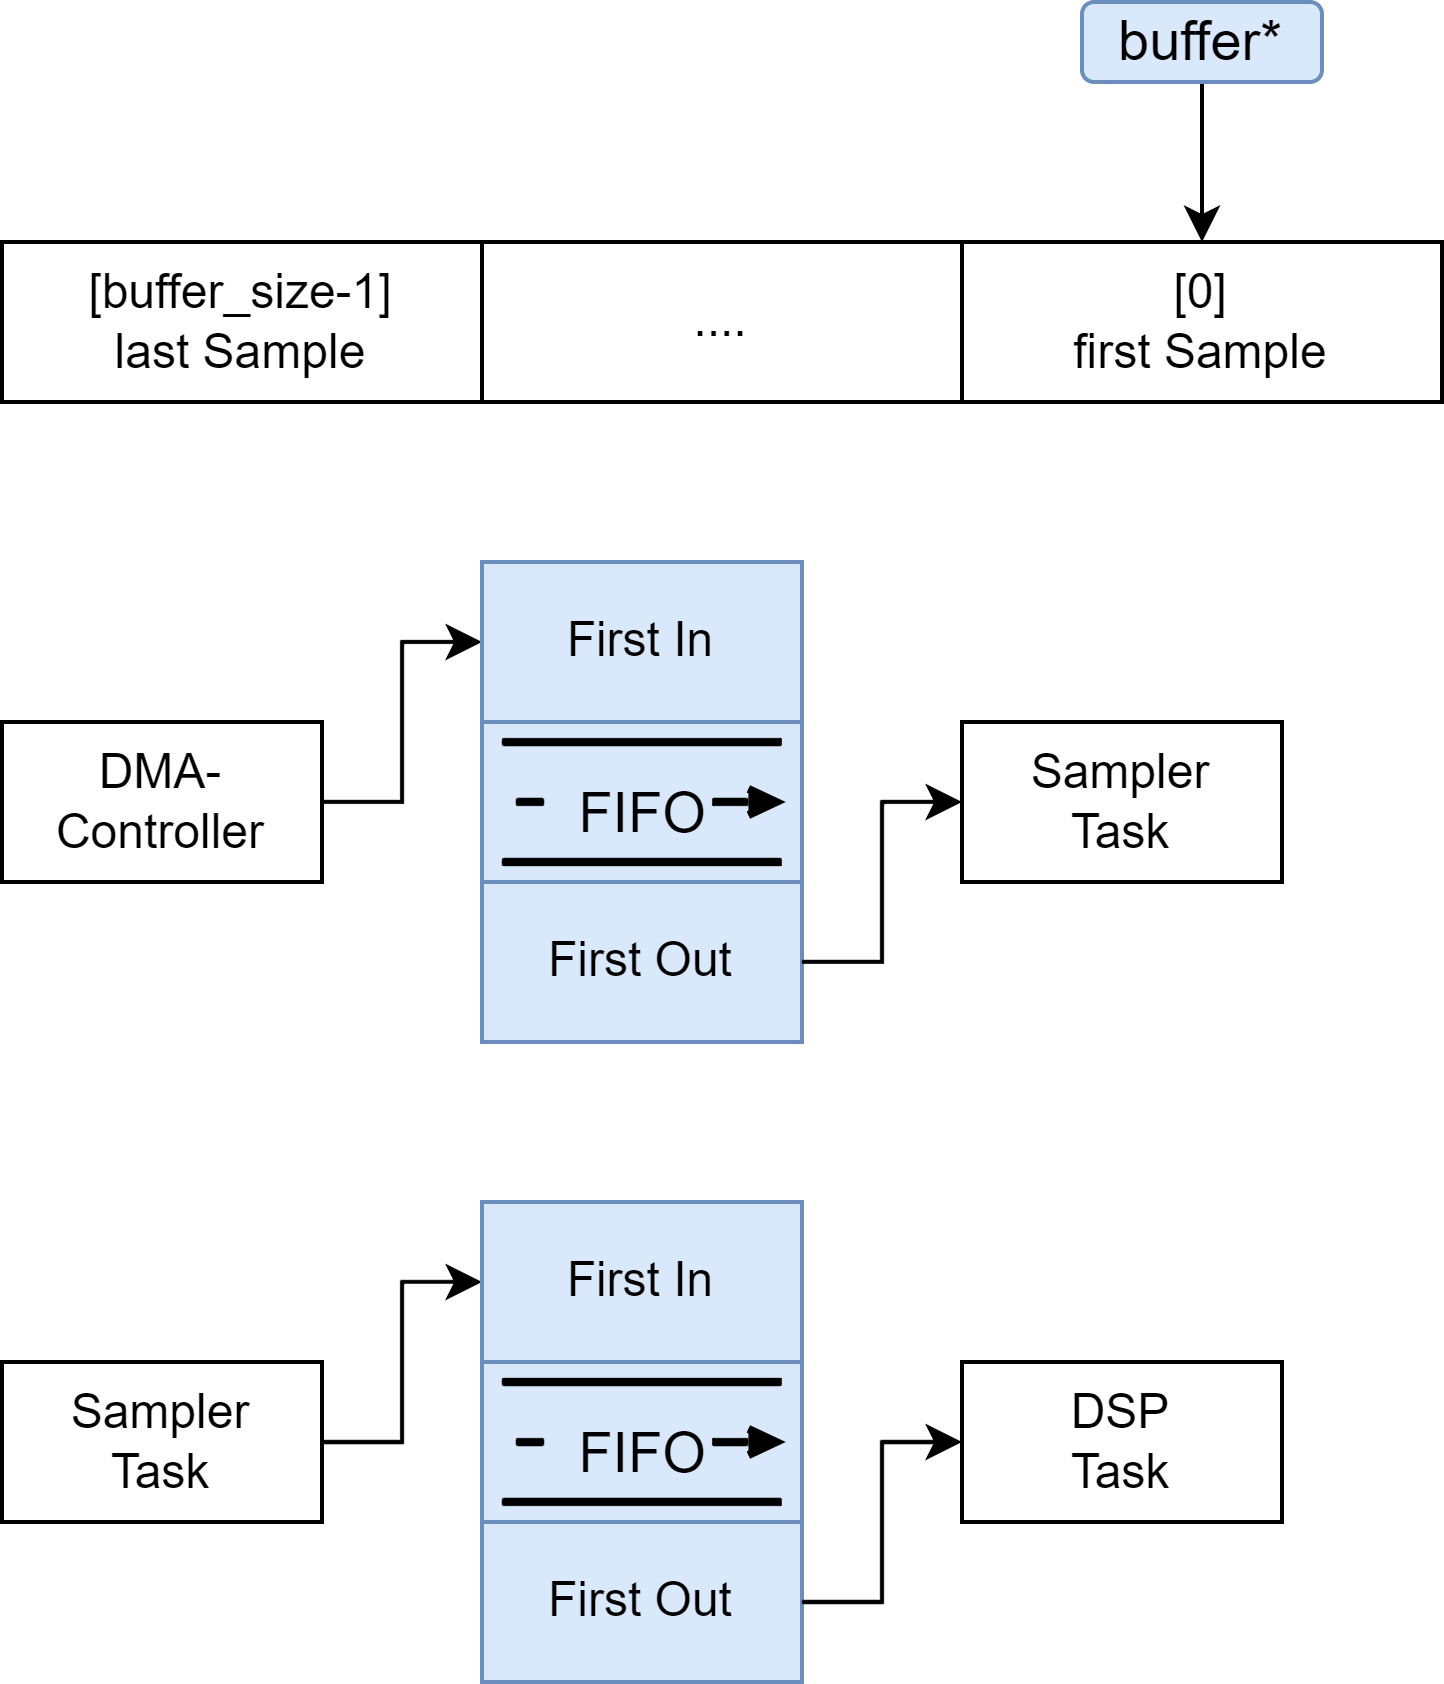 buffer*
[buffer_size-1]
last Sample
....
[0]
first Sample
First In
DMA-
Controller
FIFO
Sampler
Task
First Out
First In
Sampler
Task
FIFO
DSP
Task
First Out